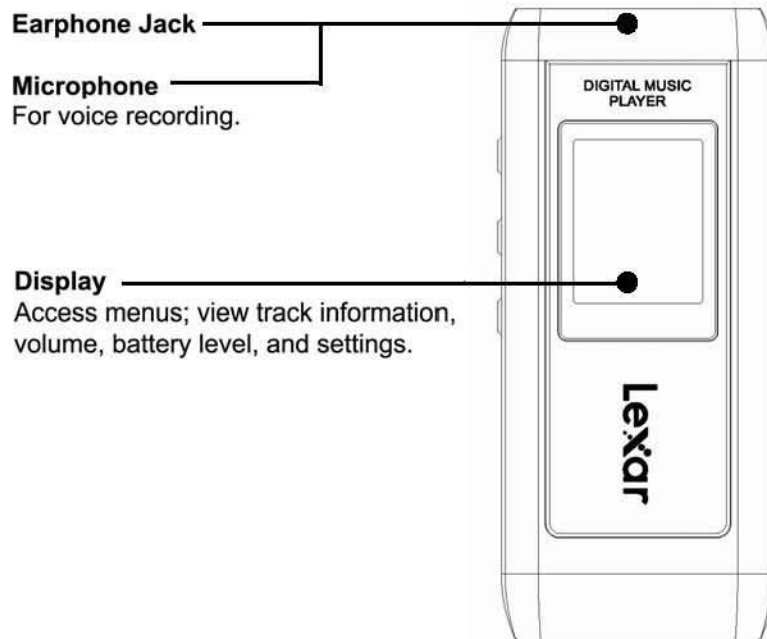 Earphone Jack
Microphone
For voice recording.
DIGITAL MUSIC
PLAYER
Display
Access menus; view track information,
volume, battery level, and settings.
Lexar